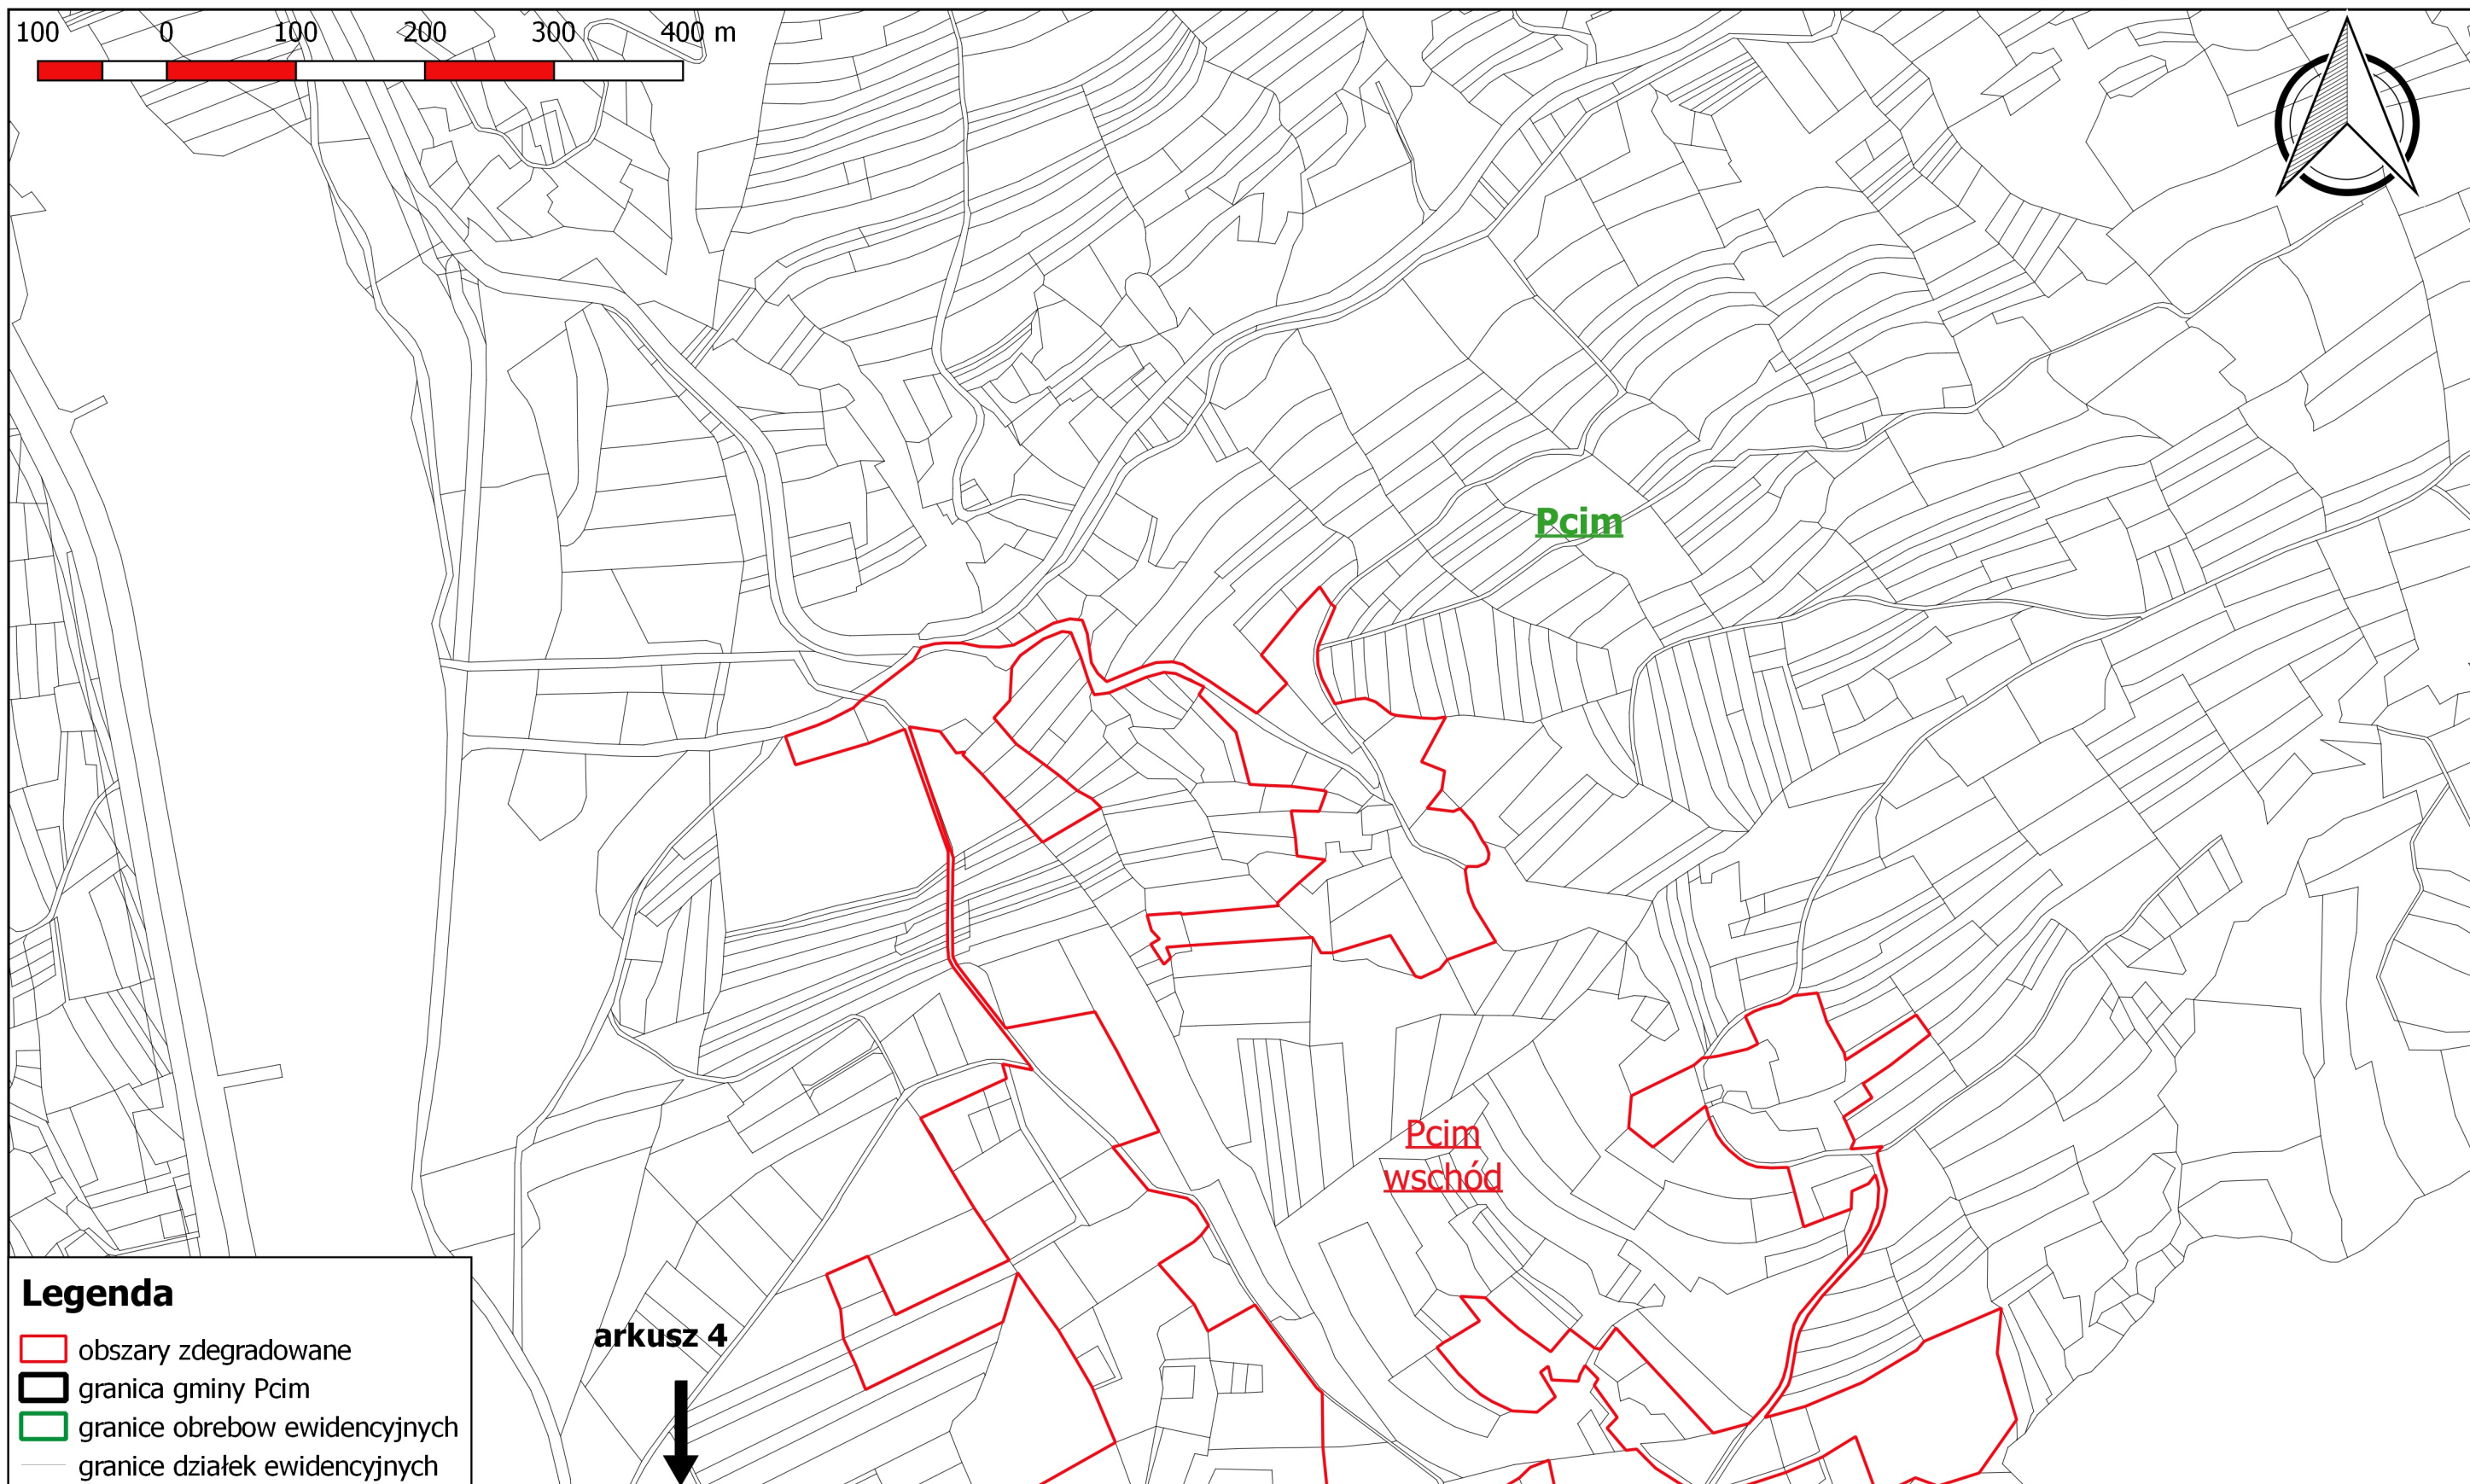 100 0 100 200 300 400 m
Pcim
Pcim
wschód
Legenda
arkusz 4
obszary zdegradowane
granica gminy Pcim
granice obrebow ewidencyjnych
granice działek ewidencyjnych